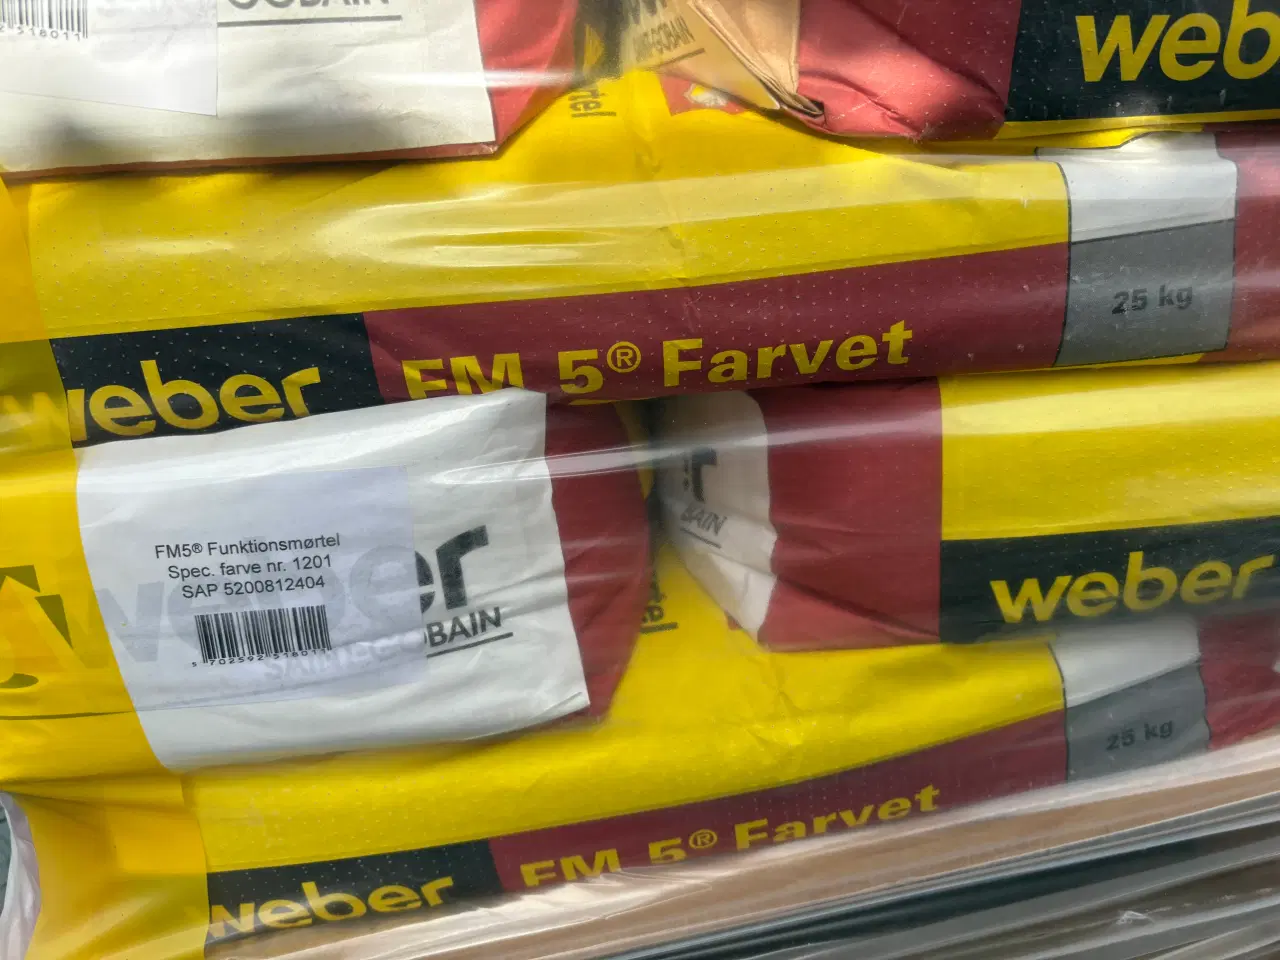 weber
25 kg
weber FM 5® Farvet
FM5® Funktionsmørtel
Spec. farve nr. 1201
SAP 5200812404
weber
25 kg
weber FM 5® Farvet